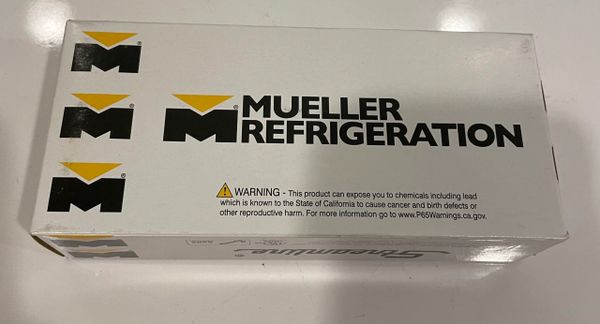 MUELLER
REFRIGERATION
WARNING - This product can expose you to chemicals including lead
which is known to the State of California to cause cancer and birth defects or
other reproductive harm. For more information go to www.P65Warnings.ca.gov.
Streamline